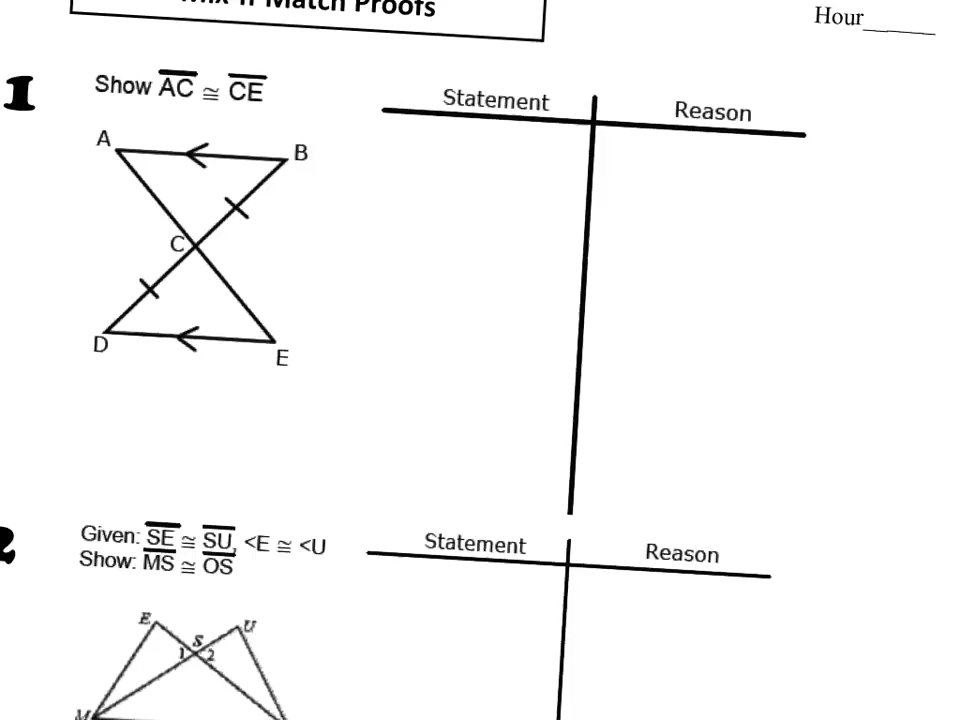 Match Proofs
Hour______
1
Show AC ≅ CE
Statement Reason
A
B
C
D
E
2
Given: SE ≅ SU, <E ≅ <U
Show: MS ≅ OS
Statement Reason
E
S
U
1 2
M